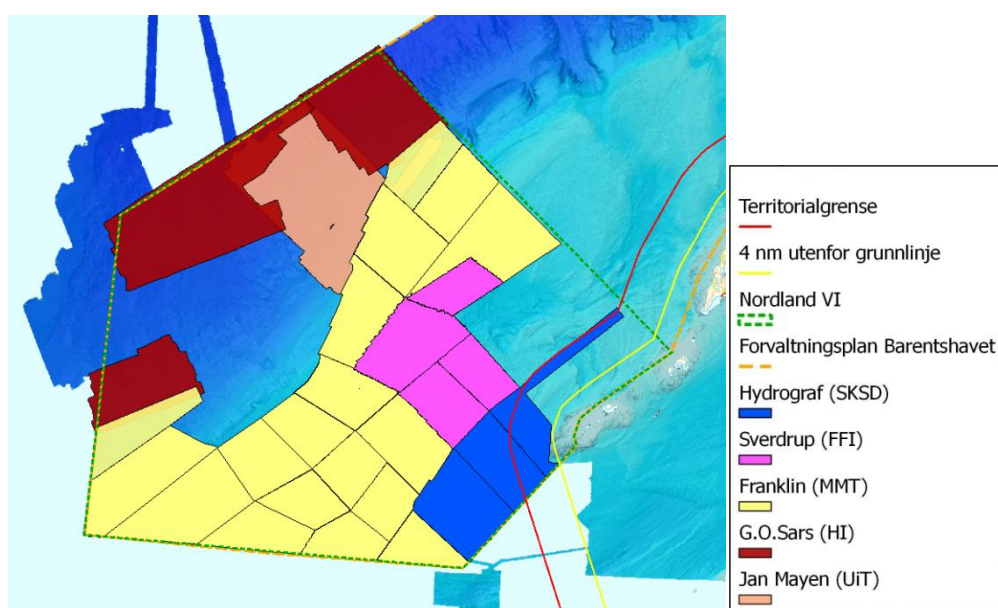 Territorialgrense
4 nm utenfor grunnlinje
Nordland VI
Forvaltningsplan Barentshavet
Hydrograf (SKSD)
Sverdrup (FFI)
Franklin (MMT)
G.O.Sars (HI)
Jan Mayen (UiT)